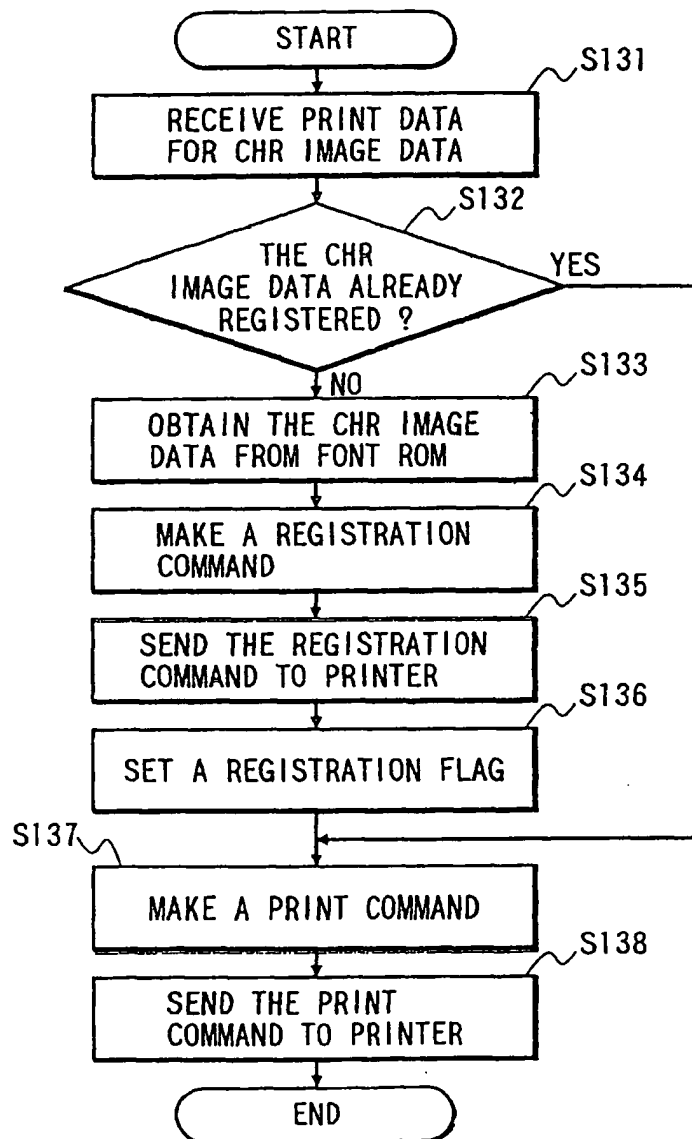 START
S131
RECEIVE PRINT DATA
FOR CHR IMAGE DATA
S132
THE CHR
IMAGE DATA ALREADY
REGISTERED ?
YES
NO
S133
OBTAIN THE CHR IMAGE
DATA FROM FONT ROM
S134
MAKE A REGISTRATION
COMMAND
S135
SEND THE REGISTRATION
COMMAND TO PRINTER
S136
SET A REGISTRATION FLAG
S137
MAKE A PRINT COMMAND
S138
SEND THE PRINT
COMMAND TO PRINTER
END